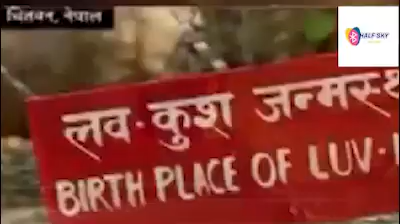 चितवन, नेपाल
HALF SKY
लव-कुश जन्मस्थ
BIRTH PLACE OF LUV-